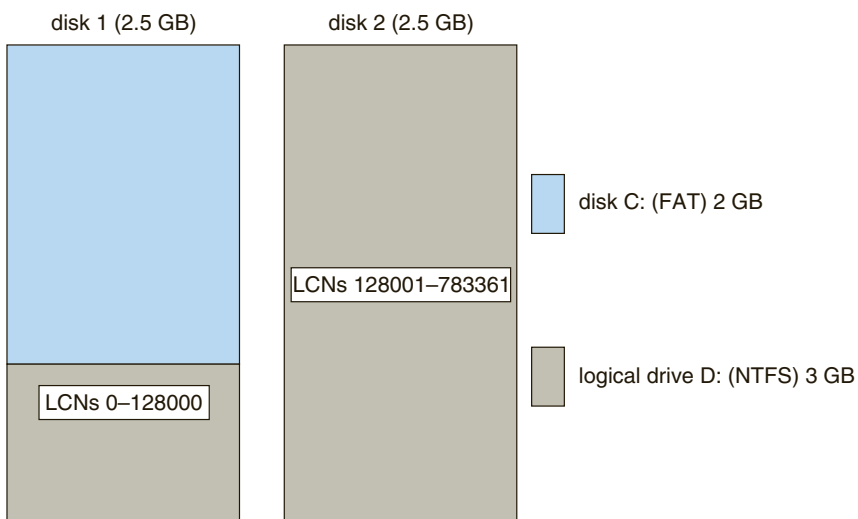 disk 1 (2.5 GB)
disk 2 (2.5 GB)
disk C: (FAT) 2 GB
LCNs 128001–783361
logical drive D: (NTFS) 3 GB
LCNs 0–128000